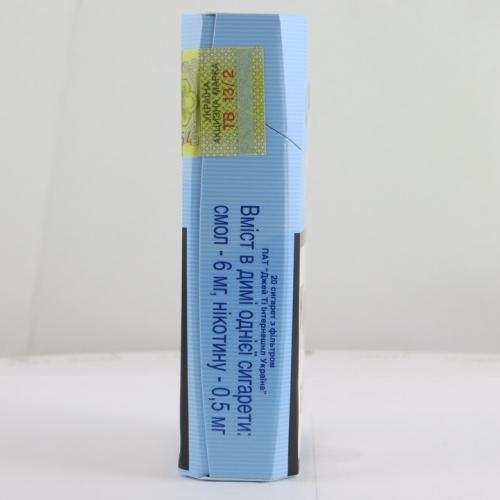 УКРАЇНА
АКЦИЗНА МАРКА
ТВ 13/2
20 сигарет з фільтром
ПАТ "Джей Ті Інтернешнл Україна"
Вміст в димі однієї сигарети:
смол - 6 мг, нікотину - 0,5 мг